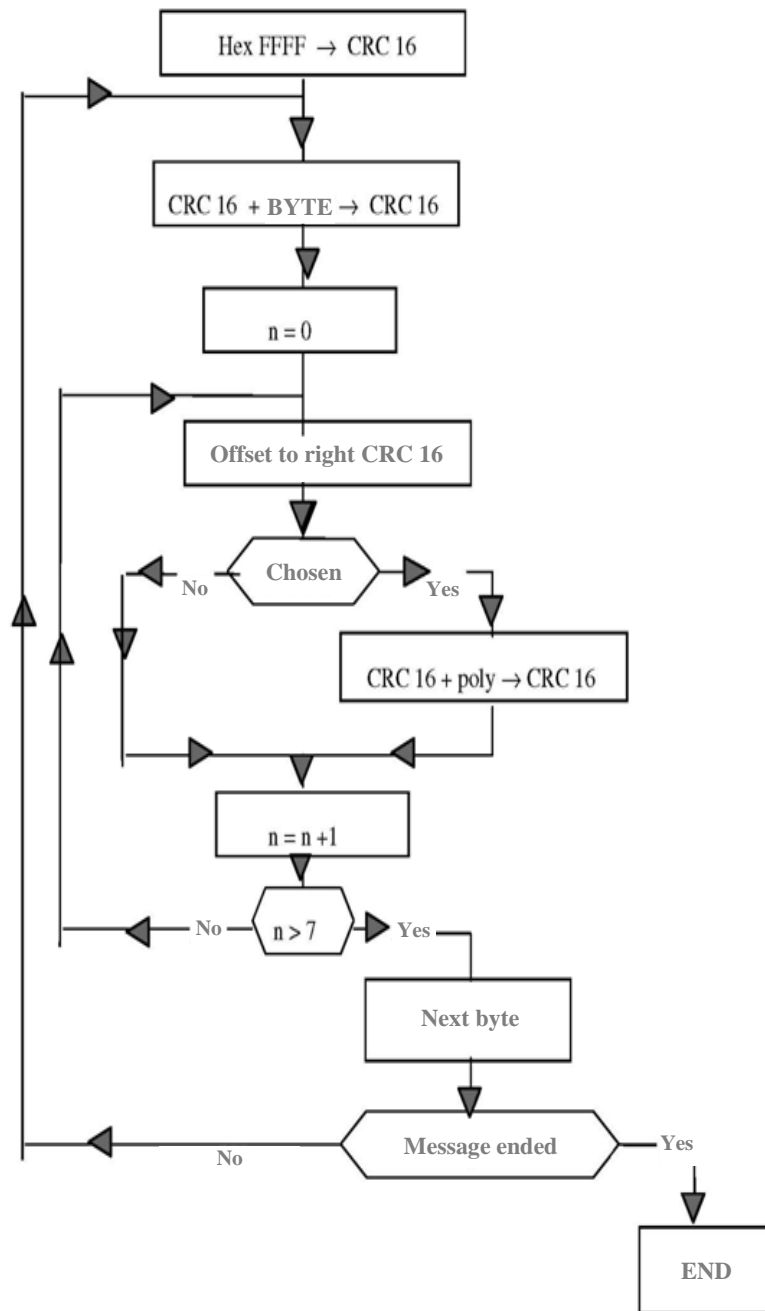 Hex FFFF → CRC 16
CRC 16 + BYTE → CRC 16
n = 0
Offset to right CRC 16
Chosen
No
Yes
CRC 16 + poly → CRC 16
n = n +1
n > 7
No
Yes
Next byte
Message ended
No
Yes
END